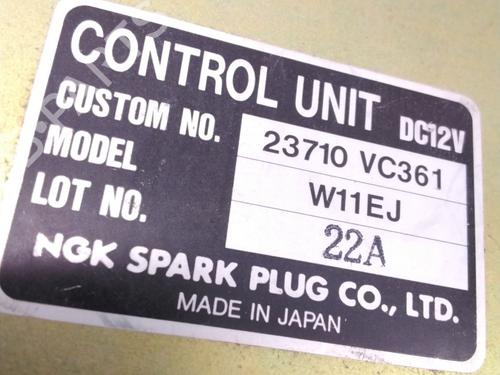 CONTROL UNIT DC12V
CUSTOM NO. 23710 VC361
MODEL W11EJ
LOT NO. 22A
NGK SPARK PLUG CO., LTD.
MADE IN JAPAN